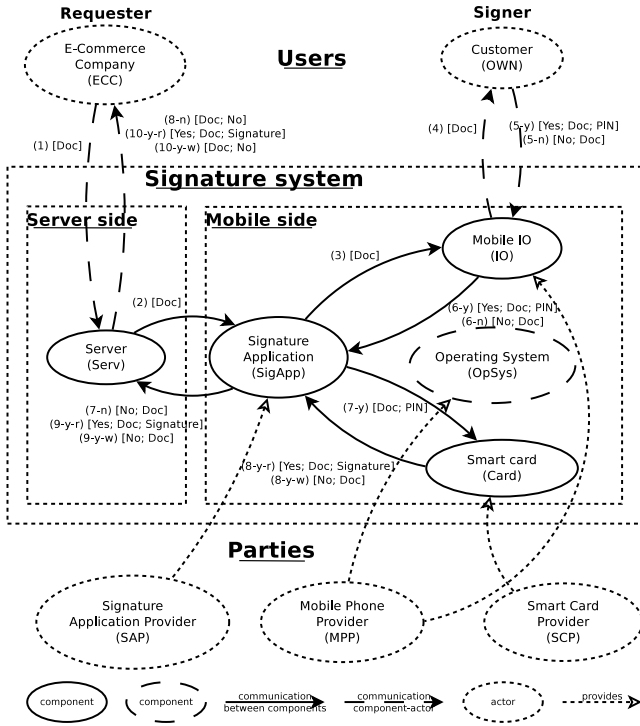 Requester
Signer
E-Commerce
Company
(ECC)
Users
Customer
(OWN)
(1) [Doc]
(8-n) [Doc; No]
(10-y-r) [Yes; Doc; Signature]
(10-y-w) [Doc; No]
(4) [Doc]
(5-y) [Yes; Doc; PIN]
(5-n) [No; Doc]
Signature system
Server side
Mobile side
Mobile IO
(IO)
(3) [Doc]
(2) [Doc]
(6-y) [Yes; Doc; PIN]
(6-n) [No; Doc]
Signature
Application
(SigApp)
Server
(Serv)
Operating System
(OpSys)
(7-n) [No; Doc]
(9-y-r) [Yes; Doc; Signature]
(9-y-w) [No; Doc]
(7-y) [Doc; PIN]
(8-y-r) [Yes; Doc; Signature]
(8-y-w) [No; Doc]
Smart card
(Card)
Parties
Signature
Application Provider
(SAP)
Mobile Phone
Provider
(MPP)
Smart Card
Provider
(SCP)
component
component
communication
between components
communication
component-actor
actor
provides